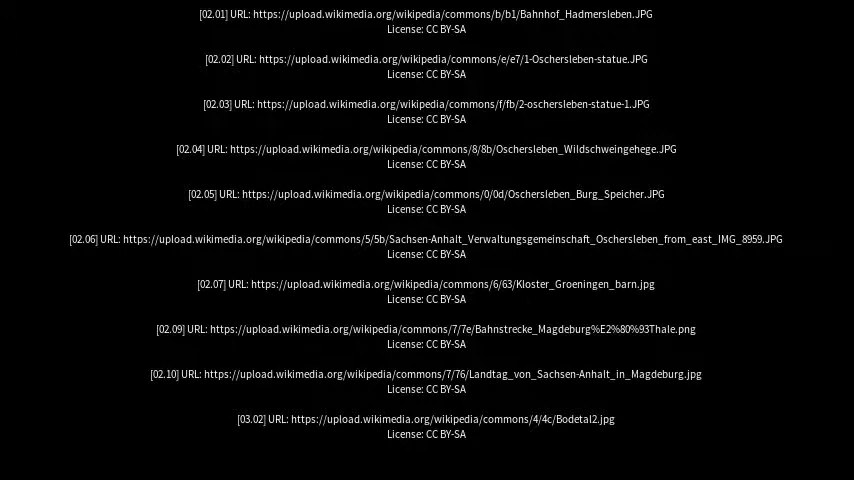 [02.01] URL: https://upload.wikimedia.org/wikipedia/commons/b/b1/Bahnhof_Hadmersleben.JPG
License: CC BY-SA
[02.02] URL: https://upload.wikimedia.org/wikipedia/commons/e/e7/1-Oschersleben-statue.JPG
License: CC BY-SA
[02.03] URL: https://upload.wikimedia.org/wikipedia/commons/f/fb/2-oschersleben-statue-1.JPG
License: CC BY-SA
[02.04] URL: https://upload.wikimedia.org/wikipedia/commons/8/8b/Oschersleben_Wildschweingehege.JPG
License: CC BY-SA
[02.05] URL: https://upload.wikimedia.org/wikipedia/commons/0/0d/Oschersleben_Burg_Speicher.JPG
License: CC BY-SA
[02.06] URL: https://upload.wikimedia.org/wikipedia/commons/5/5b/Sachsen-Anhalt_Verwaltungsgemeinschaft_Oschersleben_from_east_IMG_8959.JPG
License: CC BY-SA
[02.07] URL: https://upload.wikimedia.org/wikipedia/commons/6/63/Kloster_Groeningen_barn.jpg
License: CC BY-SA
[02.09] URL: https://upload.wikimedia.org/wikipedia/commons/7/7e/Bahnstrecke_Magdeburg%E2%80%93Thale.png
License: CC BY-SA
[02.10] URL: https://upload.wikimedia.org/wikipedia/commons/7/76/Landtag_von_Sachsen-Anhalt_in_Magdeburg.jpg
License: CC BY-SA
[03.02] URL: https://upload.wikimedia.org/wikipedia/commons/4/4c/Bodetal2.jpg
License: CC BY-SA